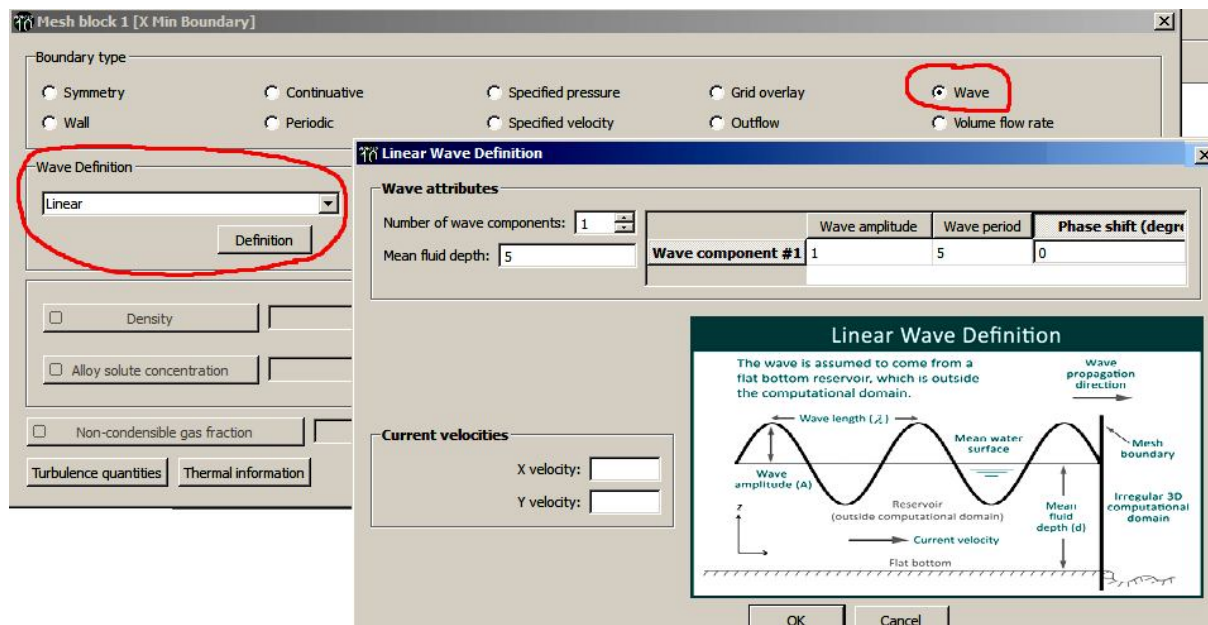 Mesh block 1 [X Min Boundary]
Boundary type
Symmetry
Continuative
Specified pressure
Grid overlay
Wave
Wall
Periodic
Specified velocity
Outflow
Volume flow rate
Wave Definition
Linear
Definition
Density
Alloy solute concentration
Non-condensible gas fraction
Turbulence quantities
Thermal information
Linear Wave Definition
Wave attributes
Number of wave components: 1
Mean fluid depth: 5
Wave amplitude
Wave period
Phase shift (degre
Wave component #1
1
5
0
Current velocities
X velocity:
Y velocity:
Linear Wave Definition
The wave is assumed to come from a
flat bottom reservoir, which is outside
the computational domain.
Wave
propagation
direction
Wave length (λ)
Mean water
surface
Mesh
boundary
Wave
amplitude (A)
Reservoir
(outside computational domain)
Mean
fluid
depth (d)
Irregular 3D
computational
domain
z
Current velocity
Flat bottom
OK
Cancel